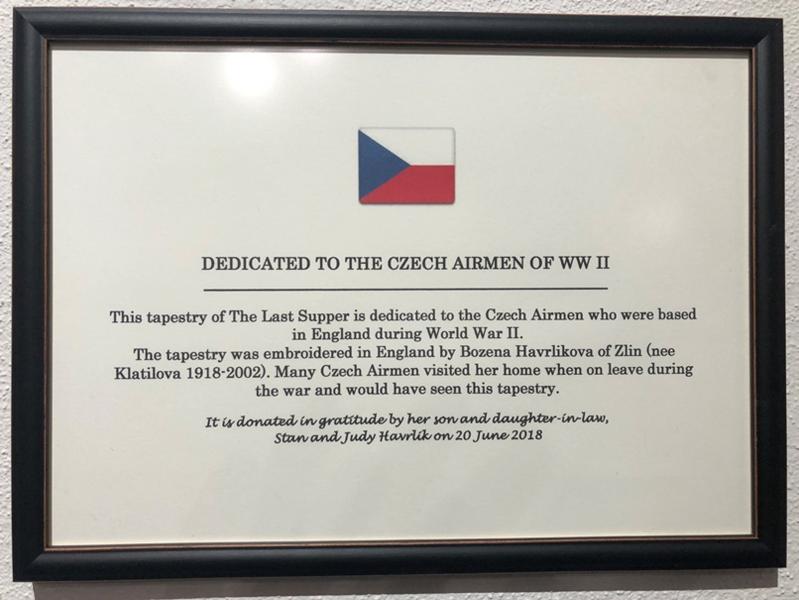 DEDICATED TO THE CZECH AIRMEN OF WW II
This tapestry of The Last Supper is dedicated to the Czech Airmen who were based
in England during World War II.
The tapestry was embroidered in England by Bozena Havrlikova of Zlin (nee
Klatilova 1918-2002). Many Czech Airmen visited her home when on leave during
the war and would have seen this tapestry.
It is donated in gratitude by her son and daughter-in-law,
Stan and Judy Havrlik on 20 June 2018